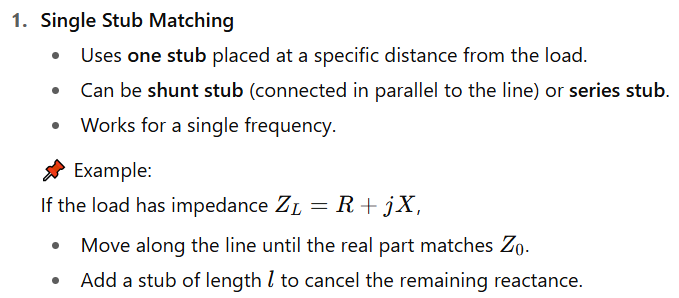 1. Single Stub Matching
• Uses one stub placed at a specific distance from the load.
• Can be shunt stub (connected in parallel to the line) or series stub.
• Works for a single frequency.
📌 Example:
If the load has impedance Z_L = R + jX,
• Move along the line until the real part matches Z_0.
• Add a stub of length l to cancel the remaining reactance.